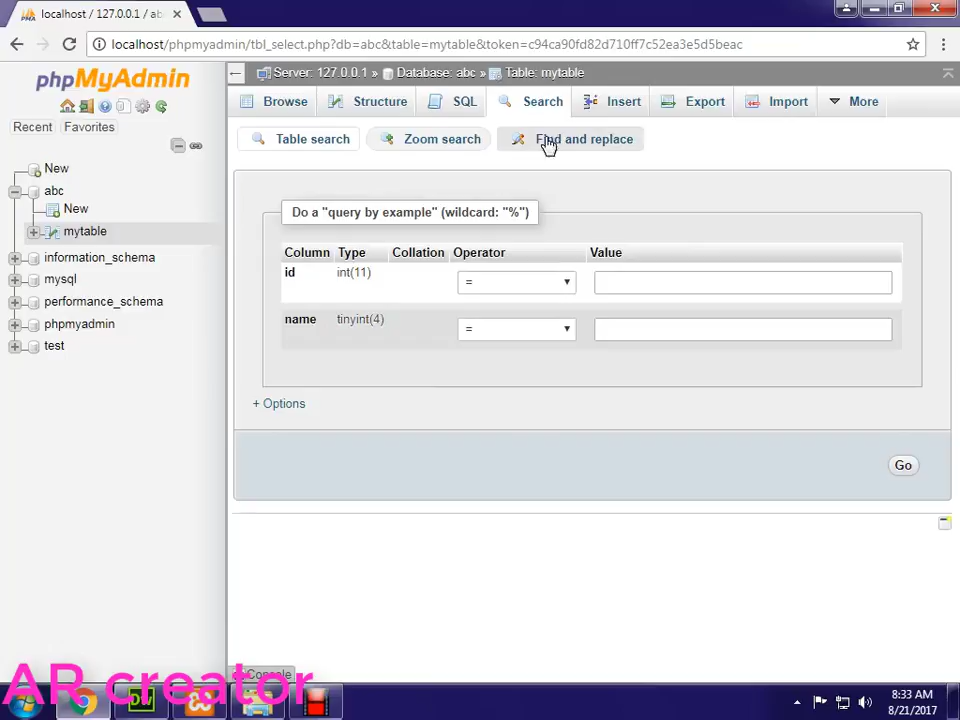 localhost / 127.0.0.1 / abc
localhost/phpmyadmin/tbl_select.php?db=abc&table=mytable&token=c94ca90fd82d710ff7c52ea3e5d5beac
phpMyAdmin
Server: 127.0.0.1 » Database: abc » Table: mytable
Browse Structure SQL Search Insert Export Import More
Recent Favorites
Table search Zoom search Find and replace
New
abc
New
mytable
information_schema
mysql
performance_schema
phpmyadmin
test
Do a "query by example" (wildcard: "%")
Column Type Collation Operator Value
id int(11) =
name tinyint(4) =
+ Options
Go
Console
AR creator
8:33 AM
8/21/2017